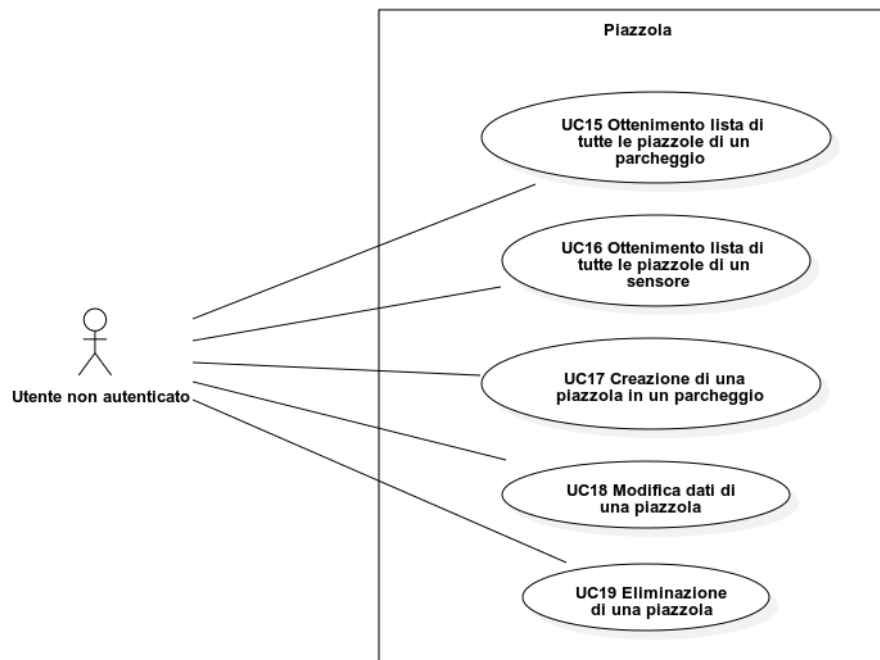 Piazzola
UC15 Ottenimento lista di
tutte le piazzole di un
parcheggio
UC16 Ottenimento lista di
tutte le piazzole di un
sensore
Utente non autenticato
UC17 Creazione di una
piazzola in un parcheggio
UC18 Modifica dati di
una piazzola
UC19 Eliminazione
di una piazzola